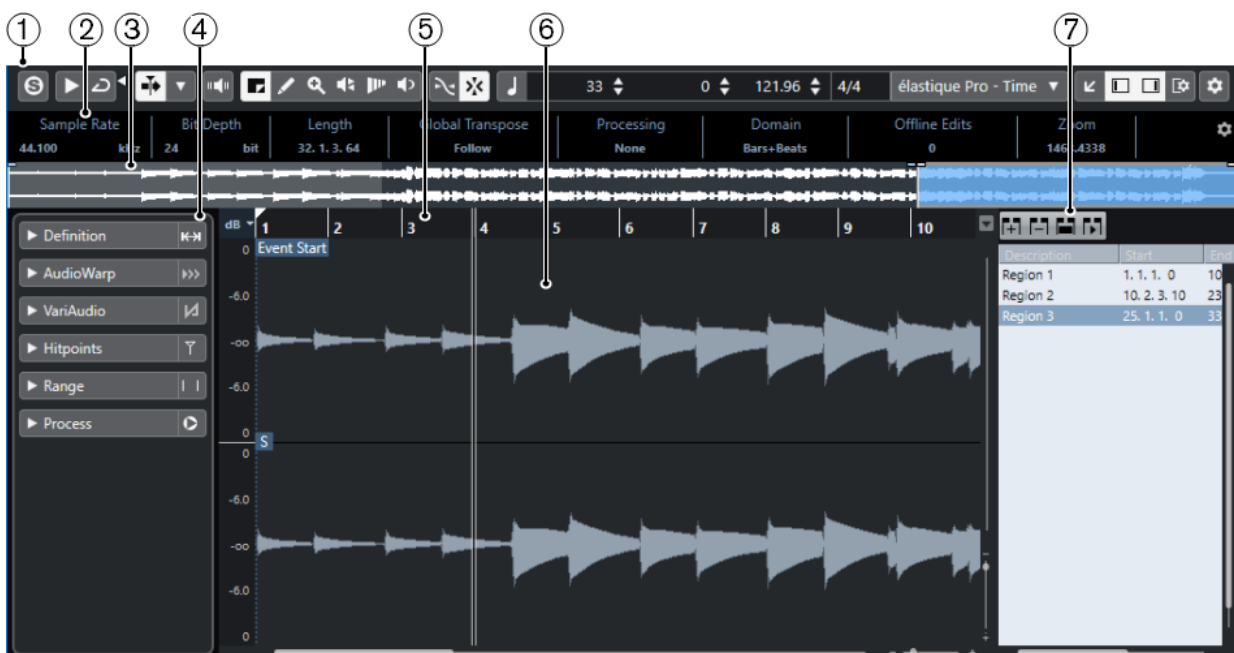 1 2 3 4 5 6 7
33 0 121.96 4/4 élastique Pro - Time
Sample Rate Bit Depth Length Global Transpose Processing Domain Offline Edits Zoom
44.100 24 bit 32. 1. 3. 64 Follow None Bars+Beats 0
dB 1 2 3 4 5 6 7 8 9 10
Definition
AudioWarp
VariAudio
Hitpoints
Range
Process
Event Start
0
-6.0
-oo
-6.0
0
S
0
-6.0
-oo
-6.0
0
Description Start End
Region 1 1. 1. 1. 0 10
Region 2 10. 2. 3. 10 23
Region 3 25. 1. 1. 0 33